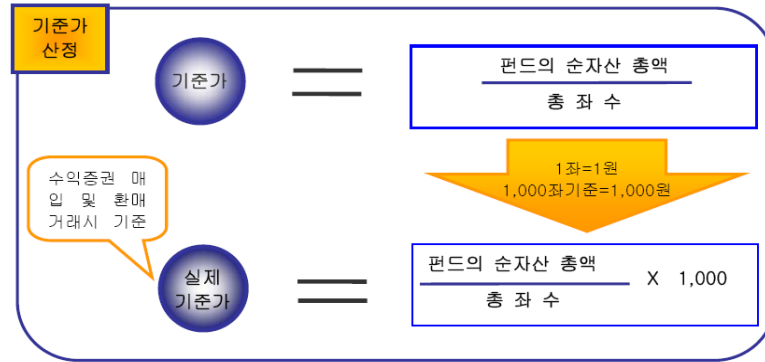 기준가
산정
기준가
펀드의 순자산 총액
총 좌 수
1좌=1원
1,000좌기준=1,000원
수익증권 매
입 및 환매
거래시 기준
실제
기준가
펀드의 순자산 총액
총 좌 수
X 1,000